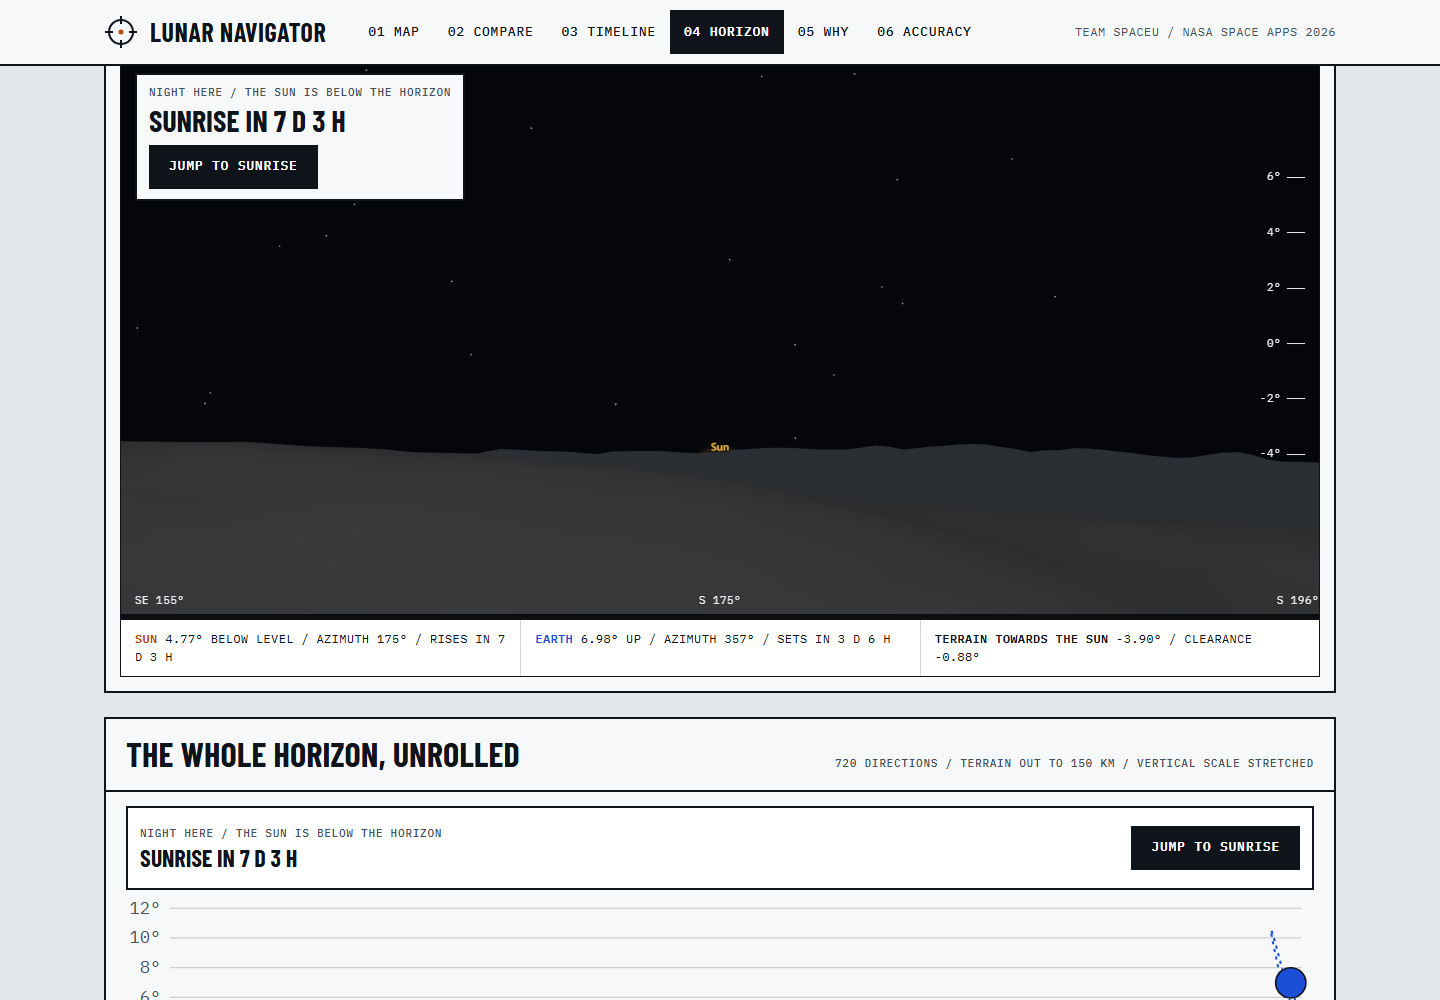 LUNAR NAVIGATOR
01 MAP
02 COMPARE
03 TIMELINE
04 HORIZON
05 WHY
06 ACCURACY
TEAM SPACEU / NASA SPACE APPS 2026
NIGHT HERE / THE SUN IS BELOW THE HORIZON
SUNRISE IN 7 D 3 H
JUMP TO SUNRISE
6°
4°
2°
0°
-2°
-4°
Sun
SE 155°
S 175°
S 196°
SUN 4.77° BELOW LEVEL / AZIMUTH 175° / RISES IN 7
D 3 H
EARTH 6.98° UP / AZIMUTH 357° / SETS IN 3 D 6 H
TERRAIN TOWARDS THE SUN -3.90° / CLEARANCE
-0.88°
THE WHOLE HORIZON, UNROLLED
720 DIRECTIONS / TERRAIN OUT TO 150 KM / VERTICAL SCALE STRETCHED
NIGHT HERE / THE SUN IS BELOW THE HORIZON
SUNRISE IN 7 D 3 H
JUMP TO SUNRISE
12°
10°
8°
6°